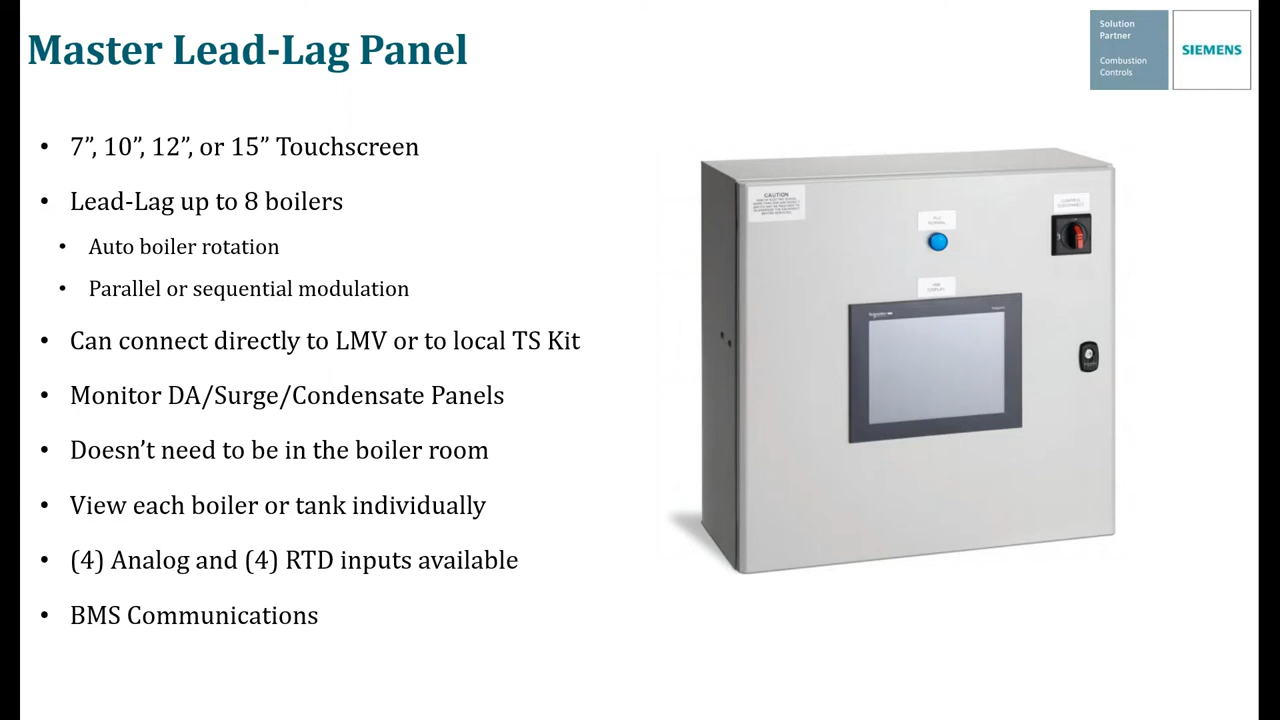 Master Lead-Lag Panel
Solution
Partner
Combustion
Controls
SIEMENS
• 7”, 10”, 12”, or 15” Touchscreen
• Lead-Lag up to 8 boilers
• Auto boiler rotation
• Parallel or sequential modulation
• Can connect directly to LMV or to local TS Kit
• Monitor DA/Surge/Condensate Panels
• Doesn’t need to be in the boiler room
• View each boiler or tank individually
• (4) Analog and (4) RTD inputs available
• BMS Communications
CAUTION